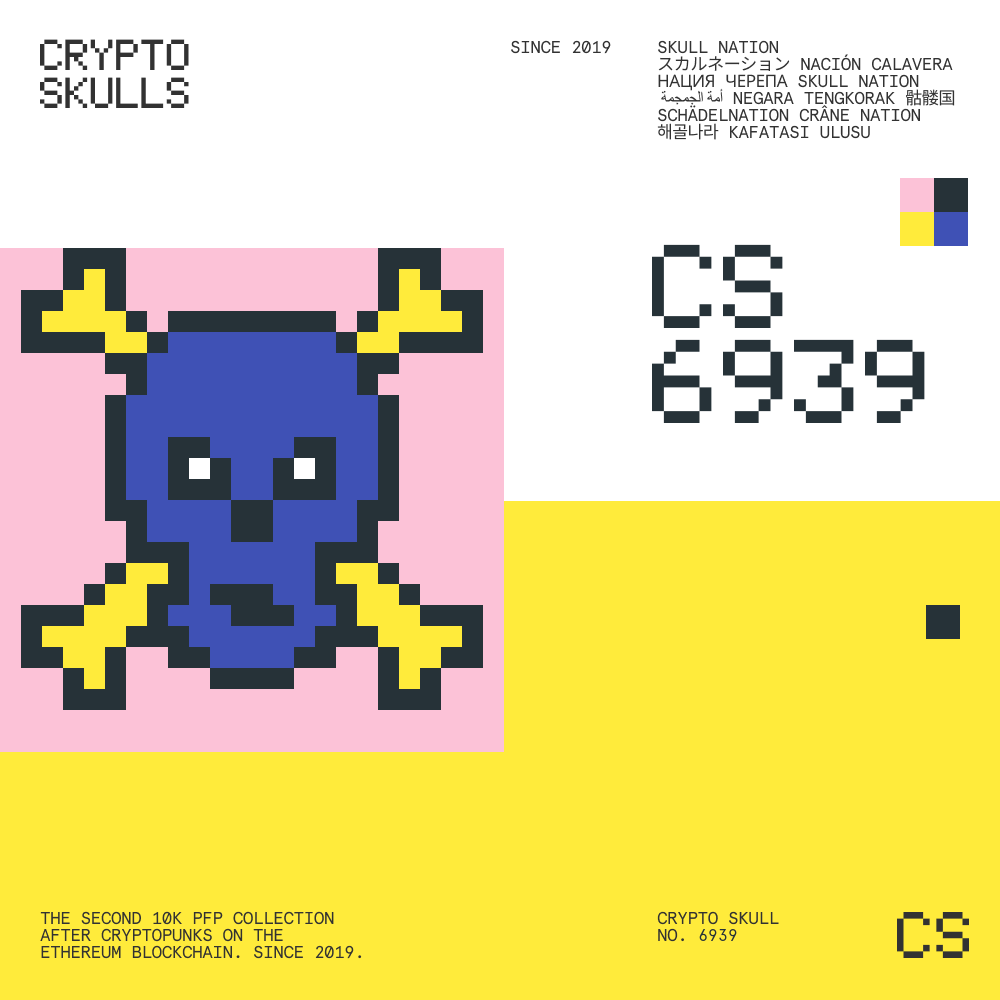 CRYPTO
SKULLS
SINCE 2019
SKULL NATION
スカルネーション NACIÓN CALAVERA
НАЦИЯ ЧЕРЕПА SKULL NATION
أمة الجمجمة NEGARA TENGKORAK 骷髅国
SCHÄDELNATION CRÂNE NATION
해골나라 KAFATASI ULUSU
CS
6939
THE SECOND 10K PFP COLLECTION
AFTER CRYPTOPUNKS ON THE
ETHEREUM BLOCKCHAIN. SINCE 2019.
CRYPTO SKULL
NO. 6939
CS